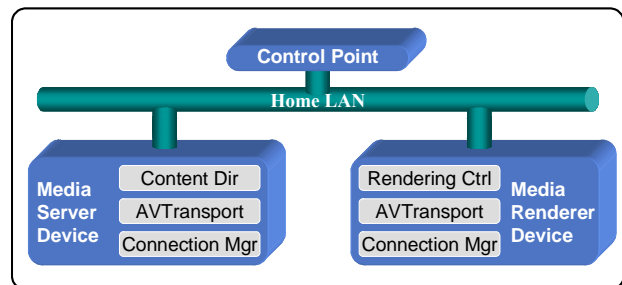 Control Point
Home LAN
Media
Server
Device
Content Dir
AVTransport
Connection Mgr
Rendering Ctrl
AVTransport
Connection Mgr
Media
Renderer
Device